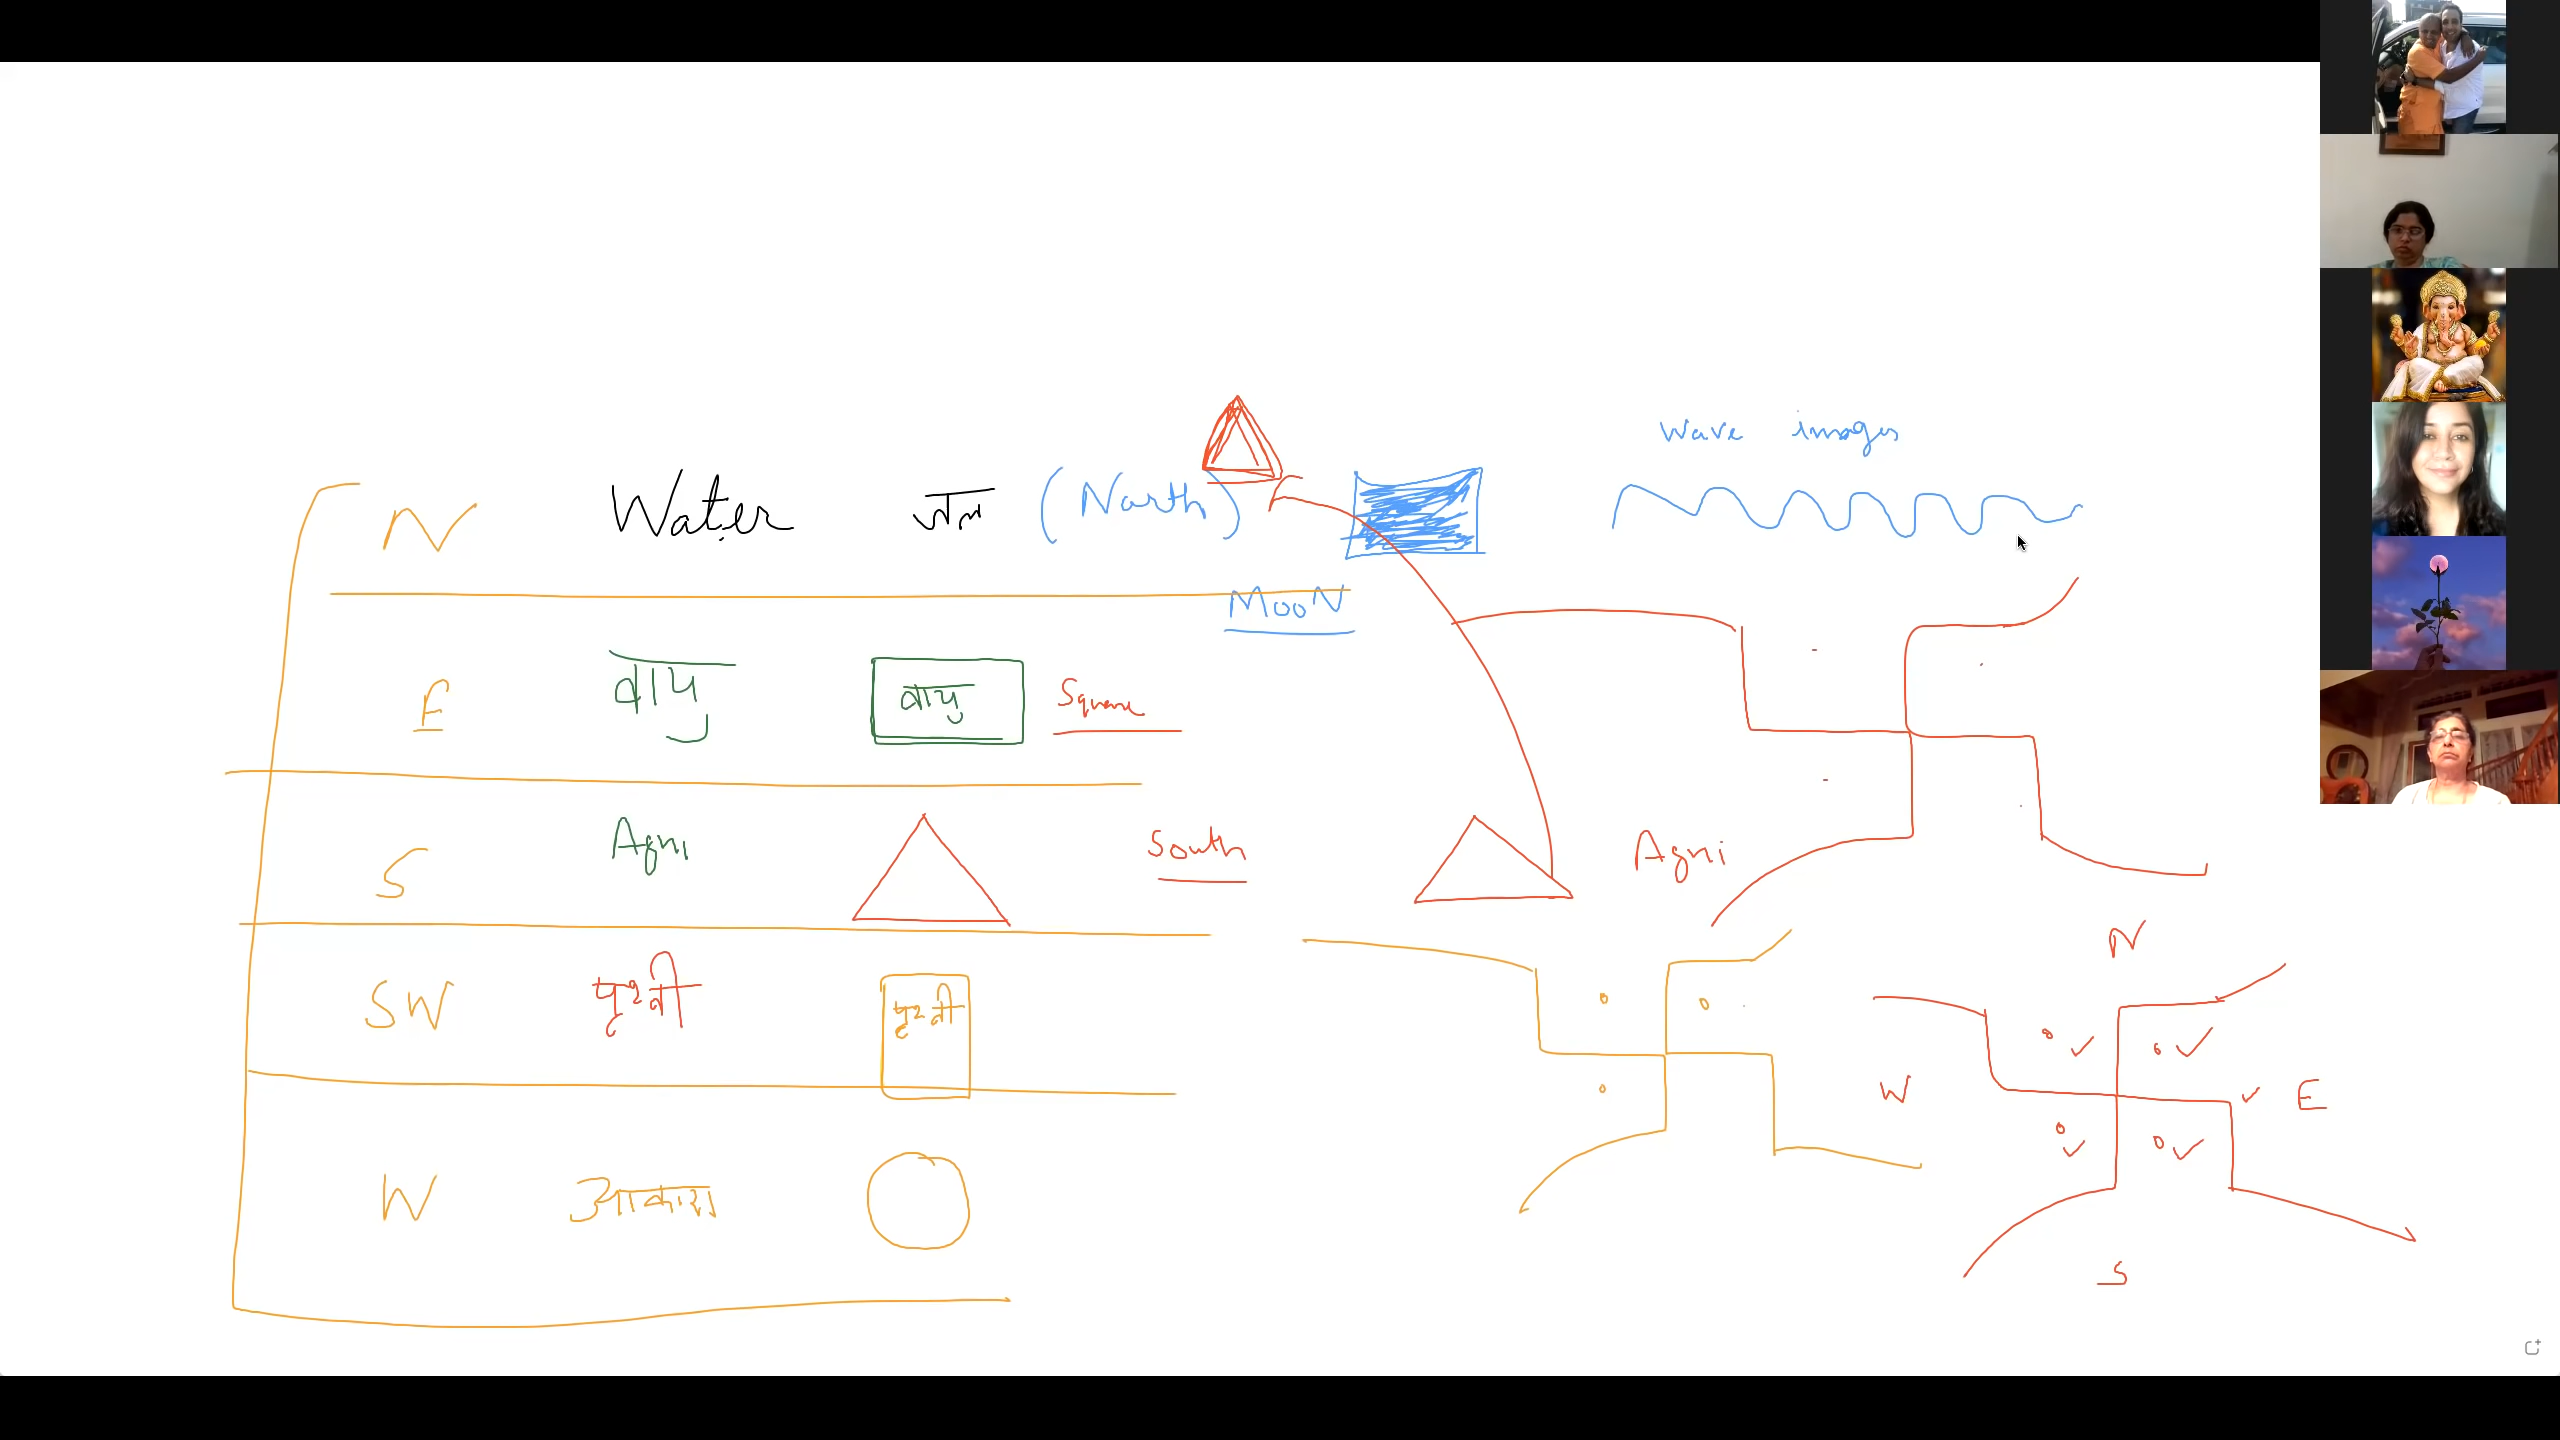 wave images
N Water जल (North)
MOON
E वायु वायु Square
S Agni South Agni
N
SW पृथ्वी पृथ्वी
W E
W आकाश
S